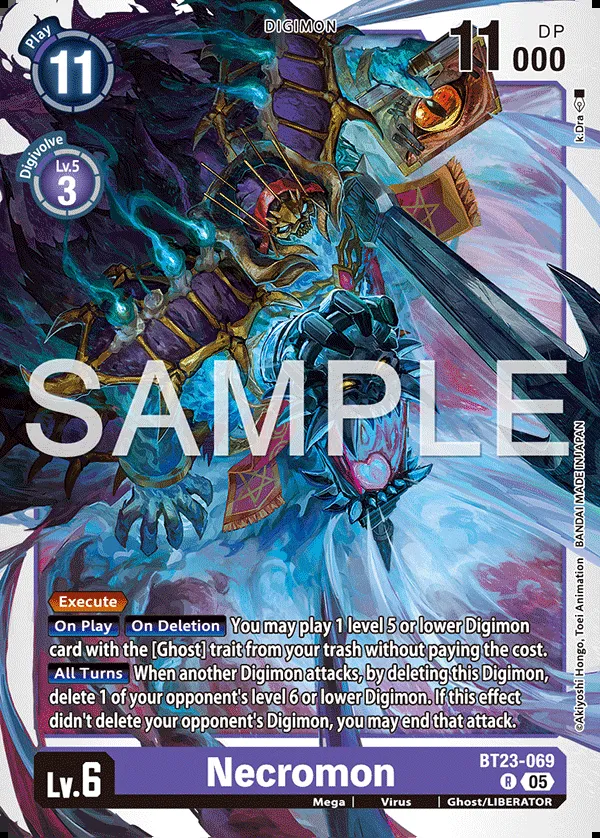 DIGIMON
Play
11
11000
DP
Digivolve
Lv.5
3
k.Dra
SAMPLE
©Akiyoshi Hongo, Toei Animation BANDAI MADE IN JAPAN
Execute
On Play On Deletion You may play 1 level 5 or lower Digimon
card with the [Ghost] trait from your trash without paying the cost.
All Turns When another Digimon attacks, by deleting this Digimon,
delete 1 of your opponent's level 6 or lower Digimon. If this effect
didn't delete your opponent's Digimon, you may end that attack.
Lv.6
Necromon
BT23-069
R 05
Mega | Virus | Ghost/LIBERATOR